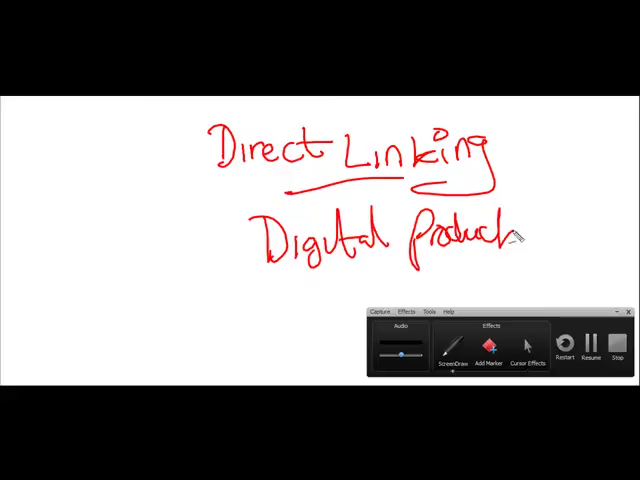 Direct Linking
Digital Product
Capture Effects Tools Help
Audio
Effects
ScreenDraw Add Marker Cursor Effects
Restart Resume Stop